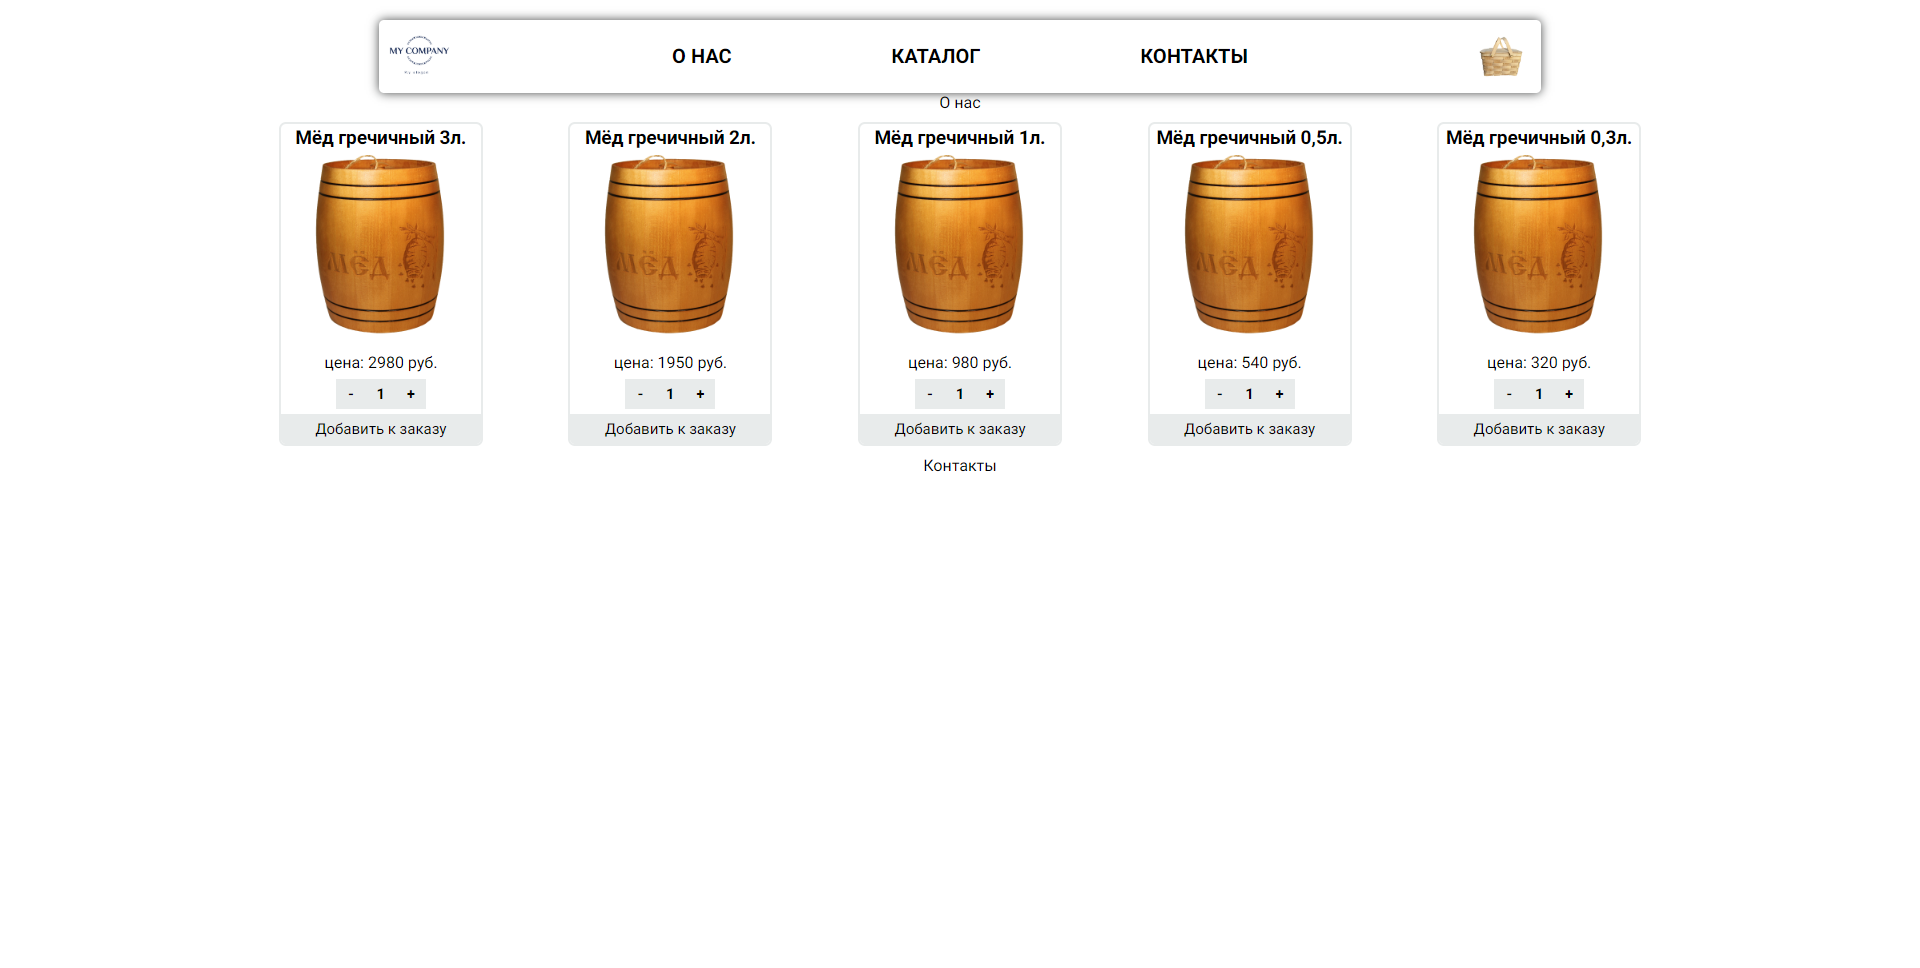 MY COMPANY
О НАС
КАТАЛОГ
КОНТАКТЫ
О нас
Мёд гречичный 3л.
МЁД
цена: 2980 руб.
- 1 +
Добавить к заказу
Мёд гречичный 2л.
МЁД
цена: 1950 руб.
- 1 +
Добавить к заказу
Мёд гречичный 1л.
МЁД
цена: 980 руб.
- 1 +
Добавить к заказу
Мёд гречичный 0,5л.
МЁД
цена: 540 руб.
- 1 +
Добавить к заказу
Мёд гречичный 0,3л.
МЁД
цена: 320 руб.
- 1 +
Добавить к заказу
Контакты